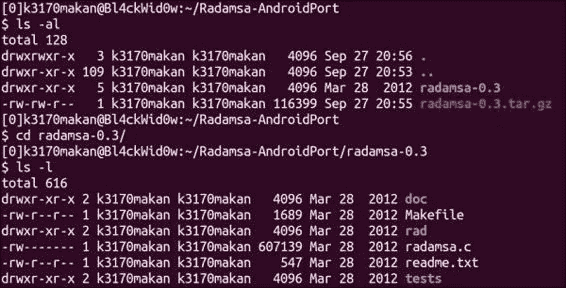 [0]k3170makan@Bl4ckWid0w:~/Radamsa-AndroidPort
$ ls -al
total 128
drwxrwxr-x   3 k3170makan k3170makan   4096 Sep 27 20:56 .
drwxr-xr-x 109 k3170makan k3170makan   4096 Sep 27 20:53 ..
drwxr-xr-x   5 k3170makan k3170makan   4096 Mar 28  2012 radamsa-0.3
-rw-rw-r--   1 k3170makan k3170makan 116399 Sep 27 20:55 radamsa-0.3.tar.gz
[0]k3170makan@Bl4ckWid0w:~/Radamsa-AndroidPort
$ cd radamsa-0.3/
[0]k3170makan@Bl4ckWid0w:~/Radamsa-AndroidPort/radamsa-0.3
$ ls -l
total 616
drwxr-xr-x 2 k3170makan k3170makan   4096 Mar 28  2012 doc
-rw-r--r-- 1 k3170makan k3170makan   1689 Mar 28  2012 Makefile
drwxr-xr-x 2 k3170makan k3170makan   4096 Mar 28  2012 rad
-rw------- 1 k3170makan k3170makan 607139 Mar 28  2012 radamsa.c
-rw-r--r-- 1 k3170makan k3170makan    547 Mar 28  2012 readme.txt
drwxr-xr-x 2 k3170makan k3170makan   4096 Mar 28  2012 tests